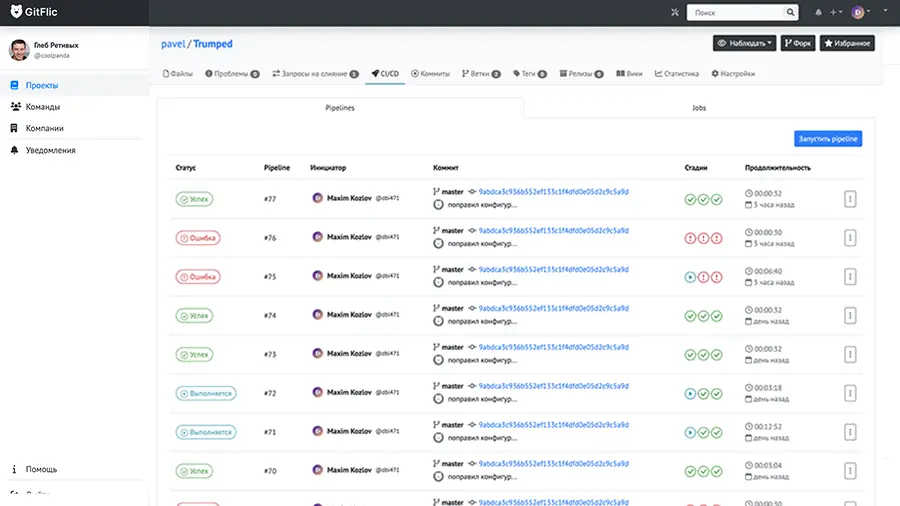 GitFlic
Поиск
Глеб Ретивых
@coolpanda
Проекты
Команды
Компании
Уведомления
Помощь
pavel / Trumped
Наблюдать
Форк
Избранное
Файлы
Проблемы 0
Запросы на слияние 1
CI/CD
Коммиты
Ветки
Теги 0
Релизы 0
Вики
Статистика
Настройки
Pipelines
Jobs
Запустить pipeline
Статус Pipeline Инициатор Коммит Стадии Продолжительность
Успех #77 Maxim Kozlov @dbi471 master 9abdca3c936b552ef133c1f4dfd0e05d2c9c5a9d 00:00:32
поправил конфигур... 3 часа назад
Ошибка #76 Maxim Kozlov @dbi471 master 9abdca3c936b552ef133c1f4dfd0e05d2c9c5a9d 00:00:30
поправил конфигур... 3 часа назад
Ошибка #75 Maxim Kozlov @dbi471 master 9abdca3c936b552ef133c1f4dfd0e05d2c9c5a9d 00:06:40
поправил конфигур... 3 часа назад
Успех #74 Maxim Kozlov @dbi471 master 9abdca3c936b552ef133c1f4dfd0e05d2c9c5a9d 00:00:32
поправил конфигур... день назад
Успех #73 Maxim Kozlov @dbi471 master 9abdca3c936b552ef133c1f4dfd0e05d2c9c5a9d 00:00:32
поправил конфигур... день назад
Выполняется #72 Maxim Kozlov @dbi471 master 9abdca3c936b552ef133c1f4dfd0e05d2c9c5a9d 00:03:18
поправил конфигур... день назад
Выполняется #71 Maxim Kozlov @dbi471 master 9abdca3c936b552ef133c1f4dfd0e05d2c9c5a9d 00:12:52
поправил конфигур... день назад
Успех #70 Maxim Kozlov @dbi471 master 9abdca3c936b552ef133c1f4dfd0e05d2c9c5a9d 00:03:04
поправил конфигур... день назад
master 9abdca3c936b552ef133c1f4dfd0e05d2c9c5a9d 00:00:30